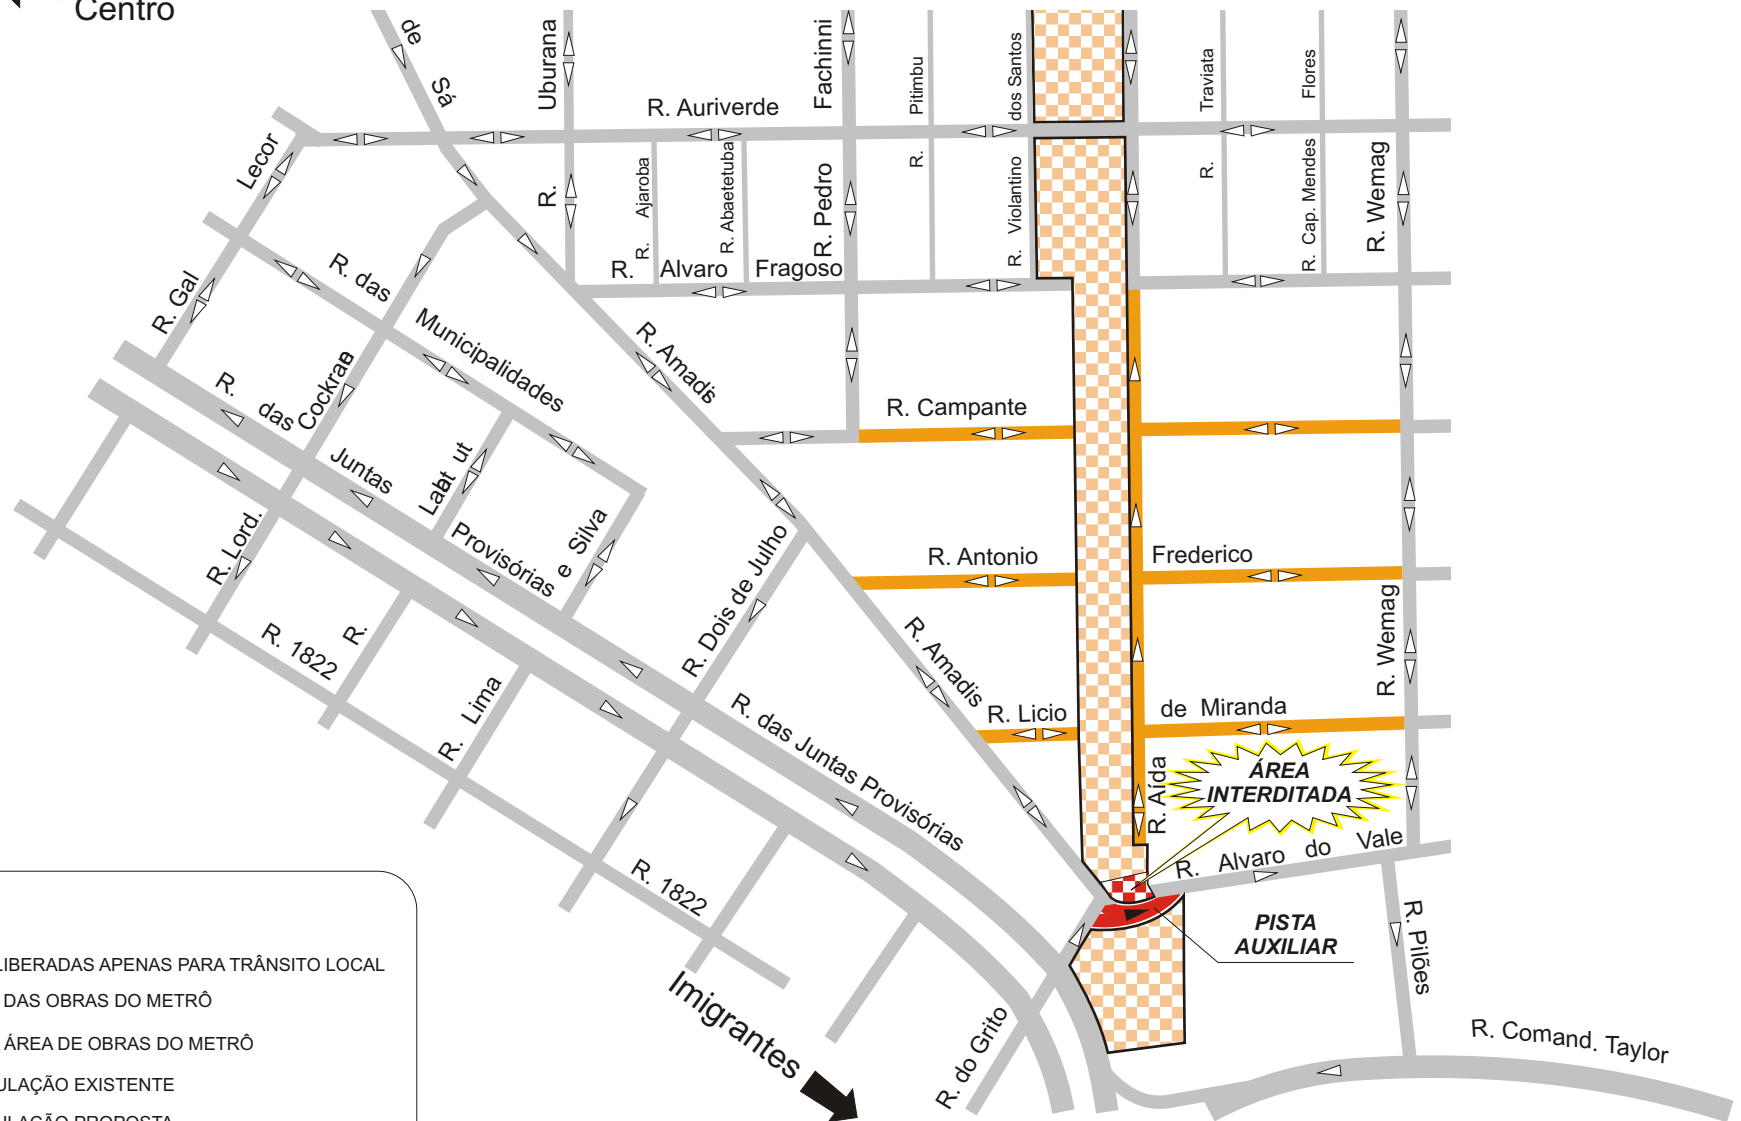 Centro
de
Sá
Uburana
R.
R. Auriverde
Fachinni
R. Pedro
Pitimbu
R.
dos Santos
R. Violantino
Traviata
R.
Flores
R. Cap. Mendes
R. Wemag
Lecor
R. Gal
R. Ajaroba
R. Abaetetuba
R. Alvaro Fragoso
R. das
Municipalidades
R. Amadis
R. Campante
R. das
Juntas
Provisórias
Cockrane
R. Lord.
Labatut
e Silva
R. Dois de Julho
R. Antonio Frederico
R. Wemag
R. 1822
R.
R. Lima
R. Amadis
R. das Juntas Provisórias
R. Licio de Miranda
R. Aída
ÁREA
INTERDITADA
R. Alvaro do Vale
R. 1822
PISTA
AUXILIAR
R. Pilões
Imigrantes
R. do Grito
R. Comand. Taylor
LIBERADAS APENAS PARA TRÂNSITO LOCAL
DAS OBRAS DO METRÔ
ÁREA DE OBRAS DO METRÔ
ULAÇÃO EXISTENTE
ULAÇÃO PROPOSTA